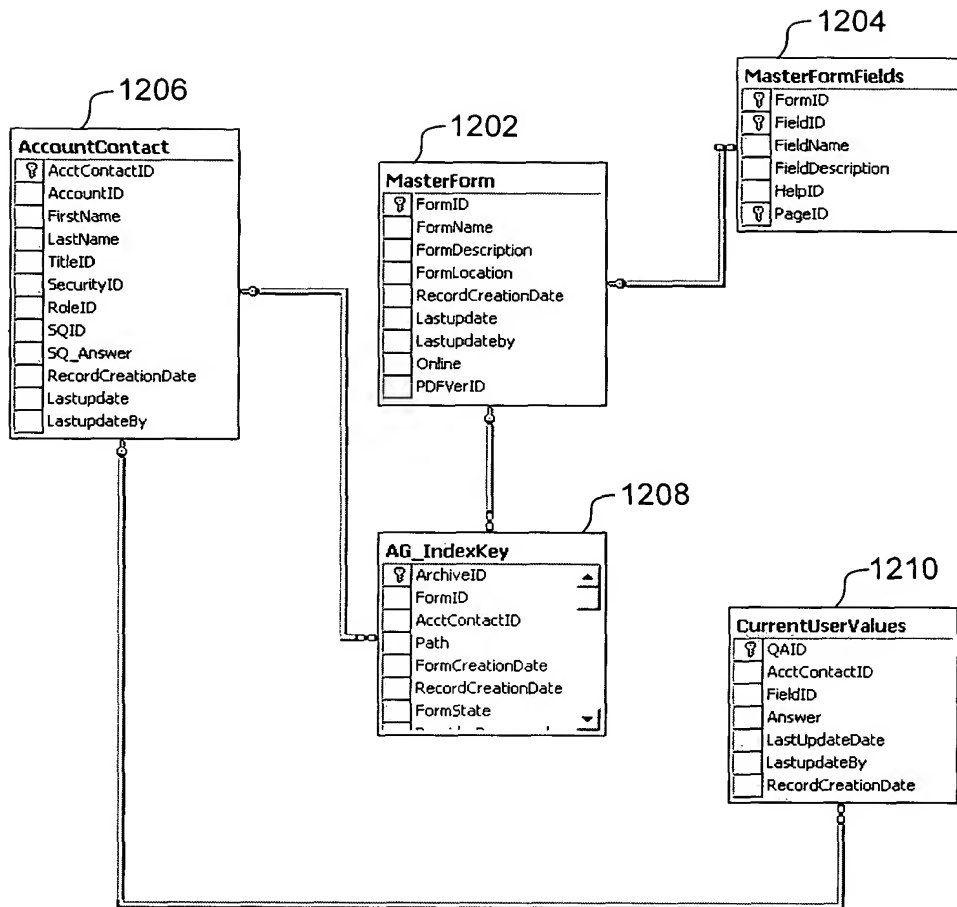 1206
AccountContact
AcctContactID
AccountID
FirstName
LastName
TitleID
SecurityID
RoleID
SQID
SQ_Answer
RecordCreationDate
Lastupdate
LastupdateBy
1202
MasterForm
FormID
FormName
FormDescription
FormLocation
RecordCreationDate
Lastupdate
Lastupdateby
Online
PDFVerID
1204
MasterFormFields
FormID
FieldID
FieldName
FieldDescription
HelpID
PageID
1208
AG_IndexKey
ArchiveID
FormID
AcctContactID
Path
FormCreationDate
RecordCreationDate
FormState
1210
CurrentUserValues
QAID
AcctContactID
FieldID
Answer
LastUpdateDate
LastupdateBy
RecordCreationDate